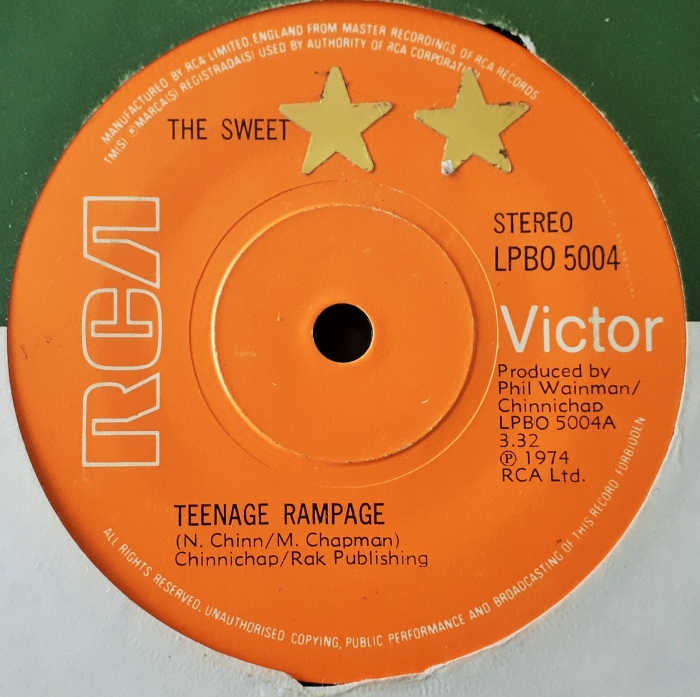 MANUFACTURED BY RCA LIMITED, ENGLAND FROM MASTER RECORDINGS OF RCA RECORDS
TM(S) ® MARCA(S) REGISTRADA(S) USED BY AUTHORITY OF RCA CORPORATION
THE SWEET
RCA
STEREO
LPBO 5004
Victor
Produced by
Phil Wainman/
Chinnichap
LPBO 5004A
3.32
℗ 1974
RCA Ltd.
TEENAGE RAMPAGE
(N. Chinn/M. Chapman)
Chinnichap/Rak Publishing
ALL RIGHTS RESERVED. UNAUTHORISED COPYING, PUBLIC PERFORMANCE AND BROADCASTING OF THIS RECORD FORBIDDEN